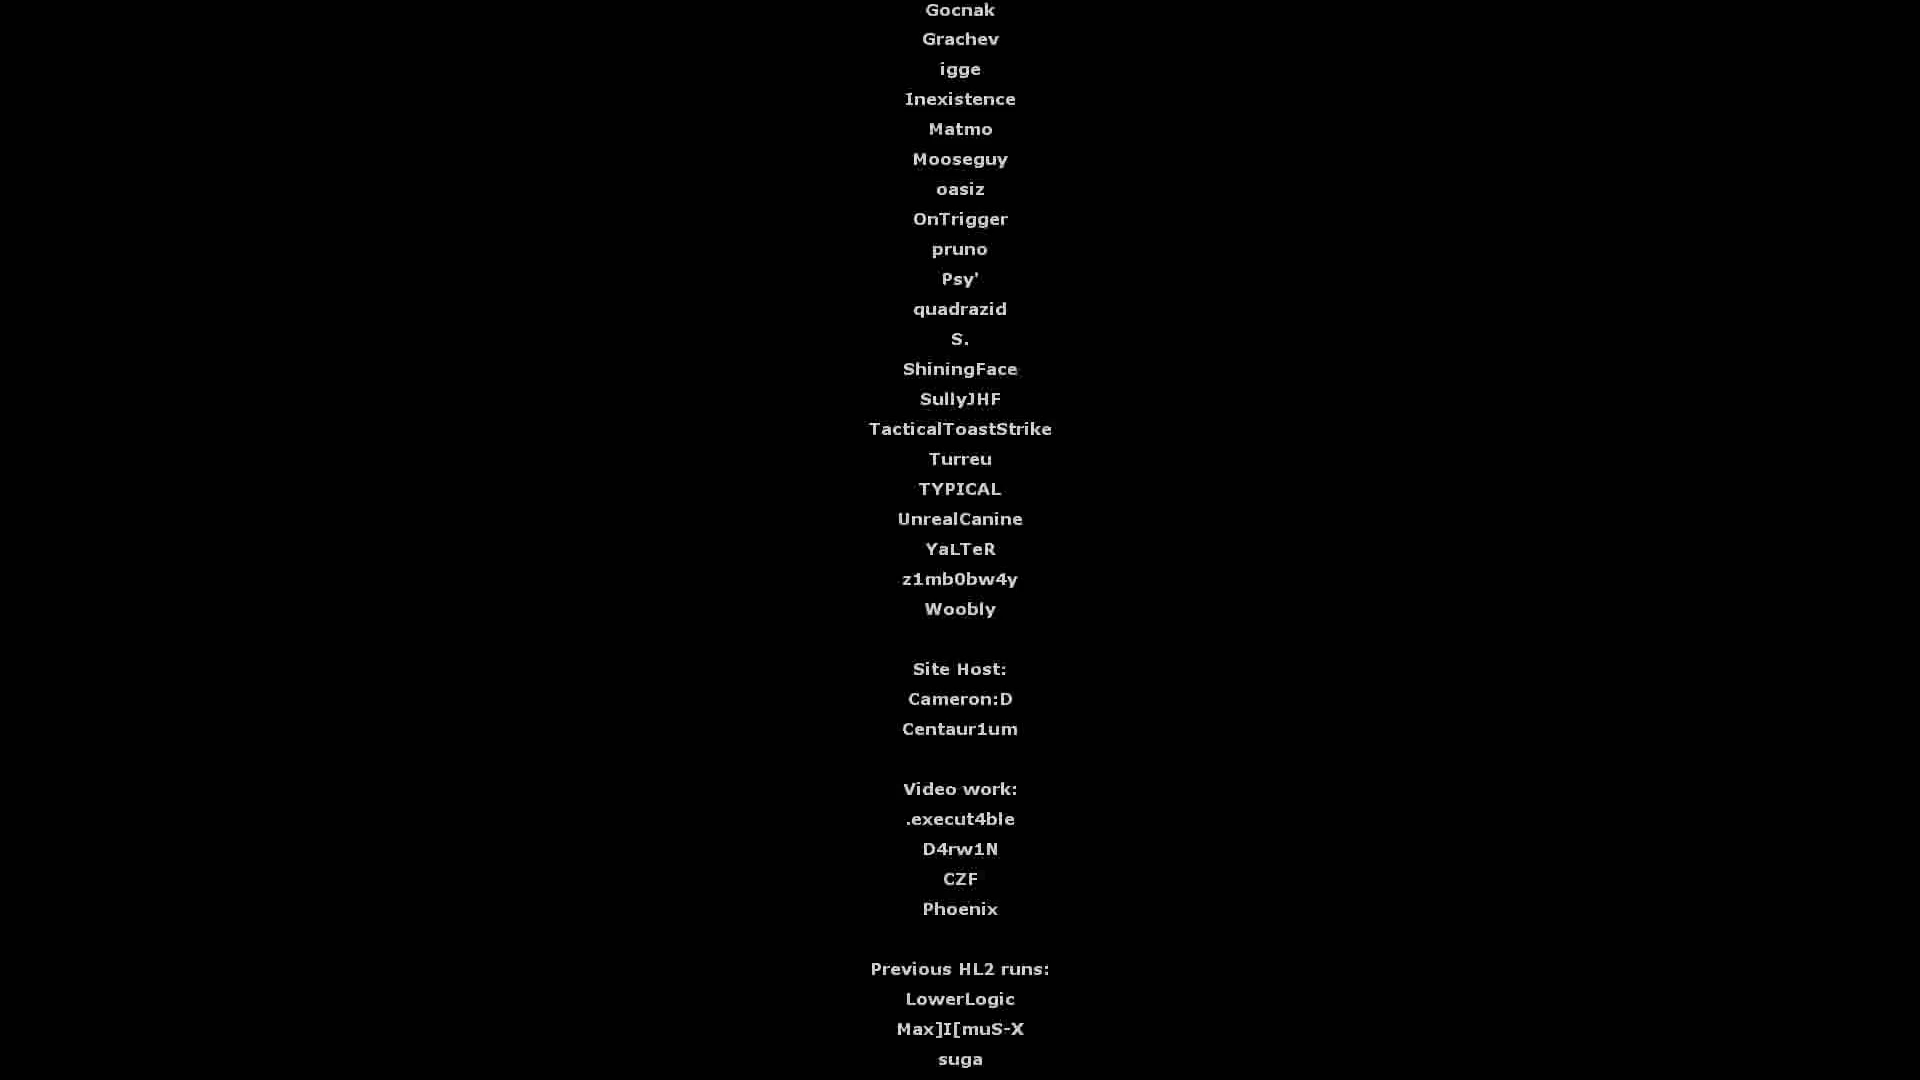 Gocnak
Grachev
igge
Inexistence
Matmo
Mooseguy
oasiz
OnTrigger
pruno
Psy'
quadrazid
S.
ShiningFace
SullyJHF
TacticalToastStrike
Turreu
TYPICAL
UnrealCanine
YaLTeR
z1mb0bw4y
Woobly
Site Host:
Cameron:D
Centaur1um
Video work:
.execut4ble
D4rw1N
CZF
Phoenix
Previous HL2 runs:
LowerLogic
Max]I[muS-X
suga